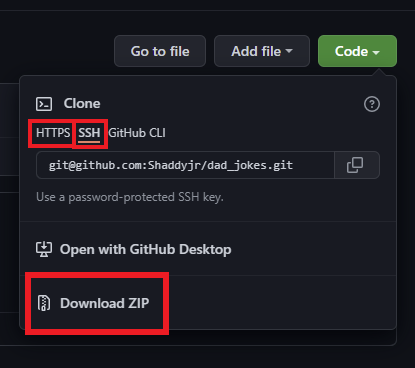 Go to file Add file Code
Clone
HTTPS SSH GitHub CLI
git@github.com:Shaddyjr/dad_jokes.git
Use a password-protected SSH key.
Open with GitHub Desktop
Download ZIP